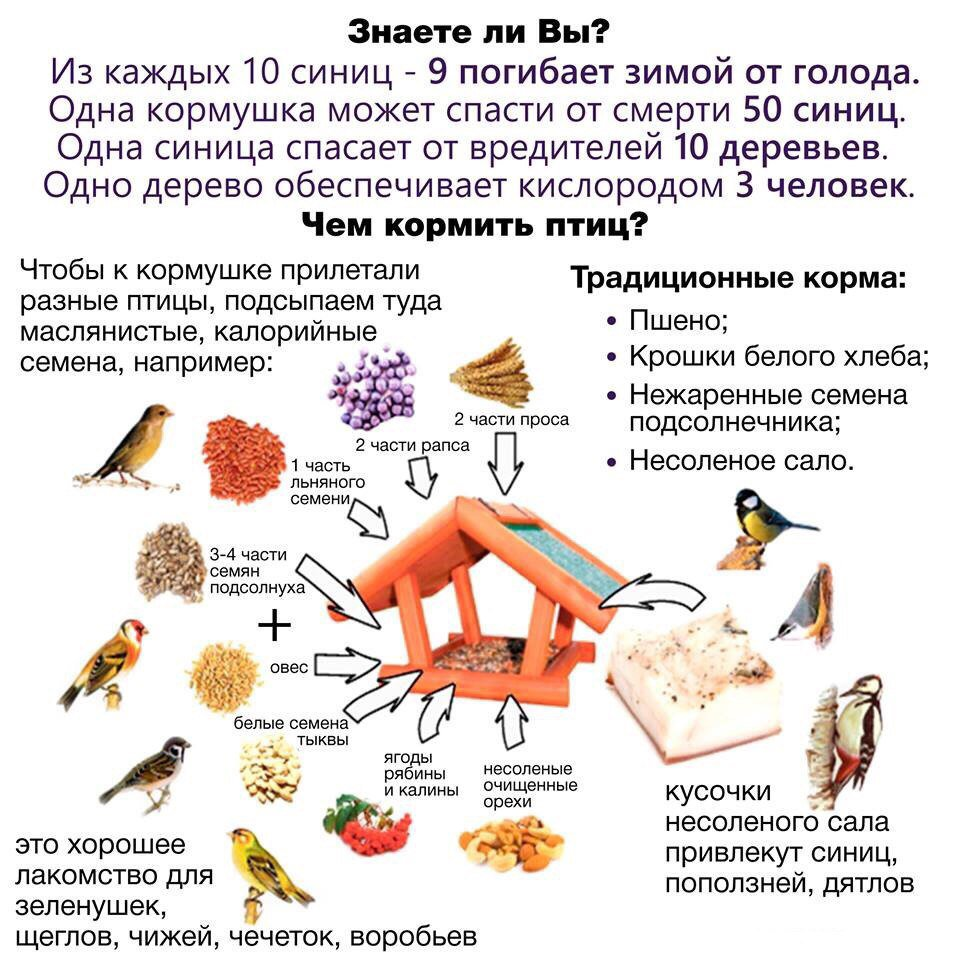 Знаете ли Вы?
Из каждых 10 синиц - 9 погибает зимой от голода.
Одна кормушка может спасти от смерти 50 синиц.
Одна синица спасает от вредителей 10 деревьев.
Одно дерево обеспечивает кислородом 3 человек.
Чем кормить птиц?
Чтобы к кормушке прилетали
разные птицы, подсыпаем туда
маслянистые, калорийные
семена, например:
Традиционные корма:
• Пшено;
• Крошки белого хлеба;
• Нежаренные семена
подсолнечника;
• Несоленое сало.
2 части проса
2 части рапса
1 часть
льняного
семени
3-4 части
семян
подсолнуха
+
овес
белые семена
тыквы
ягоды
рябины
и калины
несоленые
очищенные
орехи
кусочки
несоленого сала
привлекут синиц,
поползней, дятлов
это хорошее
лакомство для
зеленушек,
щеглов, чижей, чечеток, воробьев